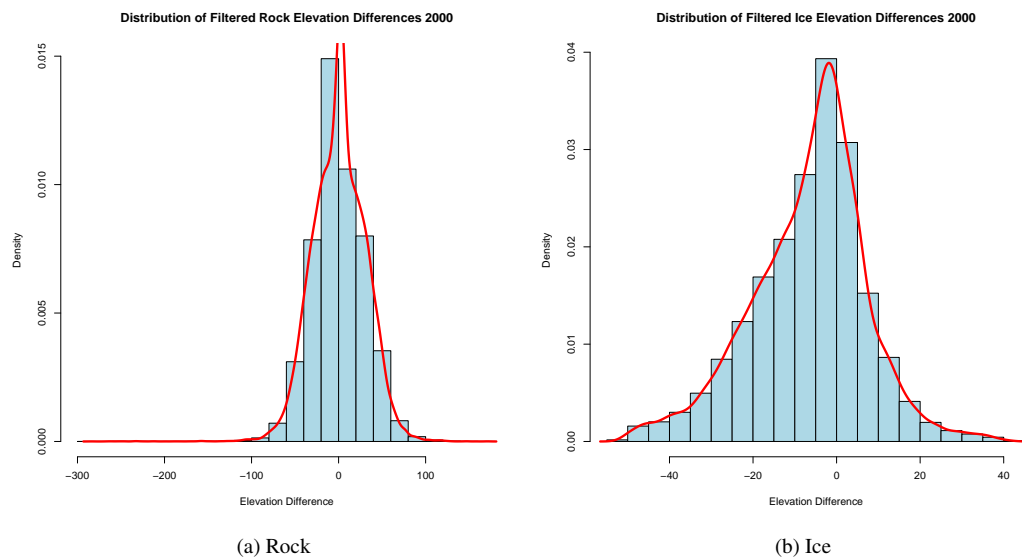 Distribution of Filtered Rock Elevation Differences 2000
Density
0.015
0.010
0.005
0.000
−300 −200 −100 0 100
Elevation Difference
(a) Rock
Distribution of Filtered Ice Elevation Differences 2000
Density
0.04
0.03
0.02
0.01
0.00
−40 −20 0 20 40
Elevation Difference
(b) Ice